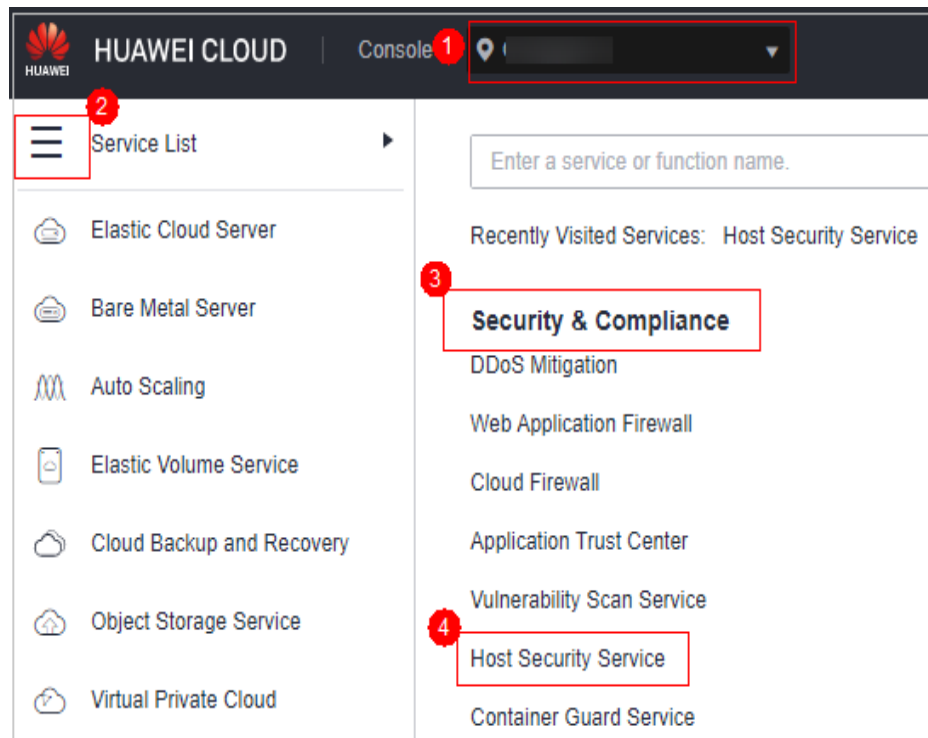 HUAWEI
HUAWEI CLOUD
Console
1
2
Service List
Elastic Cloud Server
Bare Metal Server
Auto Scaling
Elastic Volume Service
Cloud Backup and Recovery
Object Storage Service
Virtual Private Cloud
Enter a service or function name.
Recently Visited Services: Host Security Service
3
Security & Compliance
DDoS Mitigation
Web Application Firewall
Cloud Firewall
Application Trust Center
Vulnerability Scan Service
4
Host Security Service
Container Guard Service